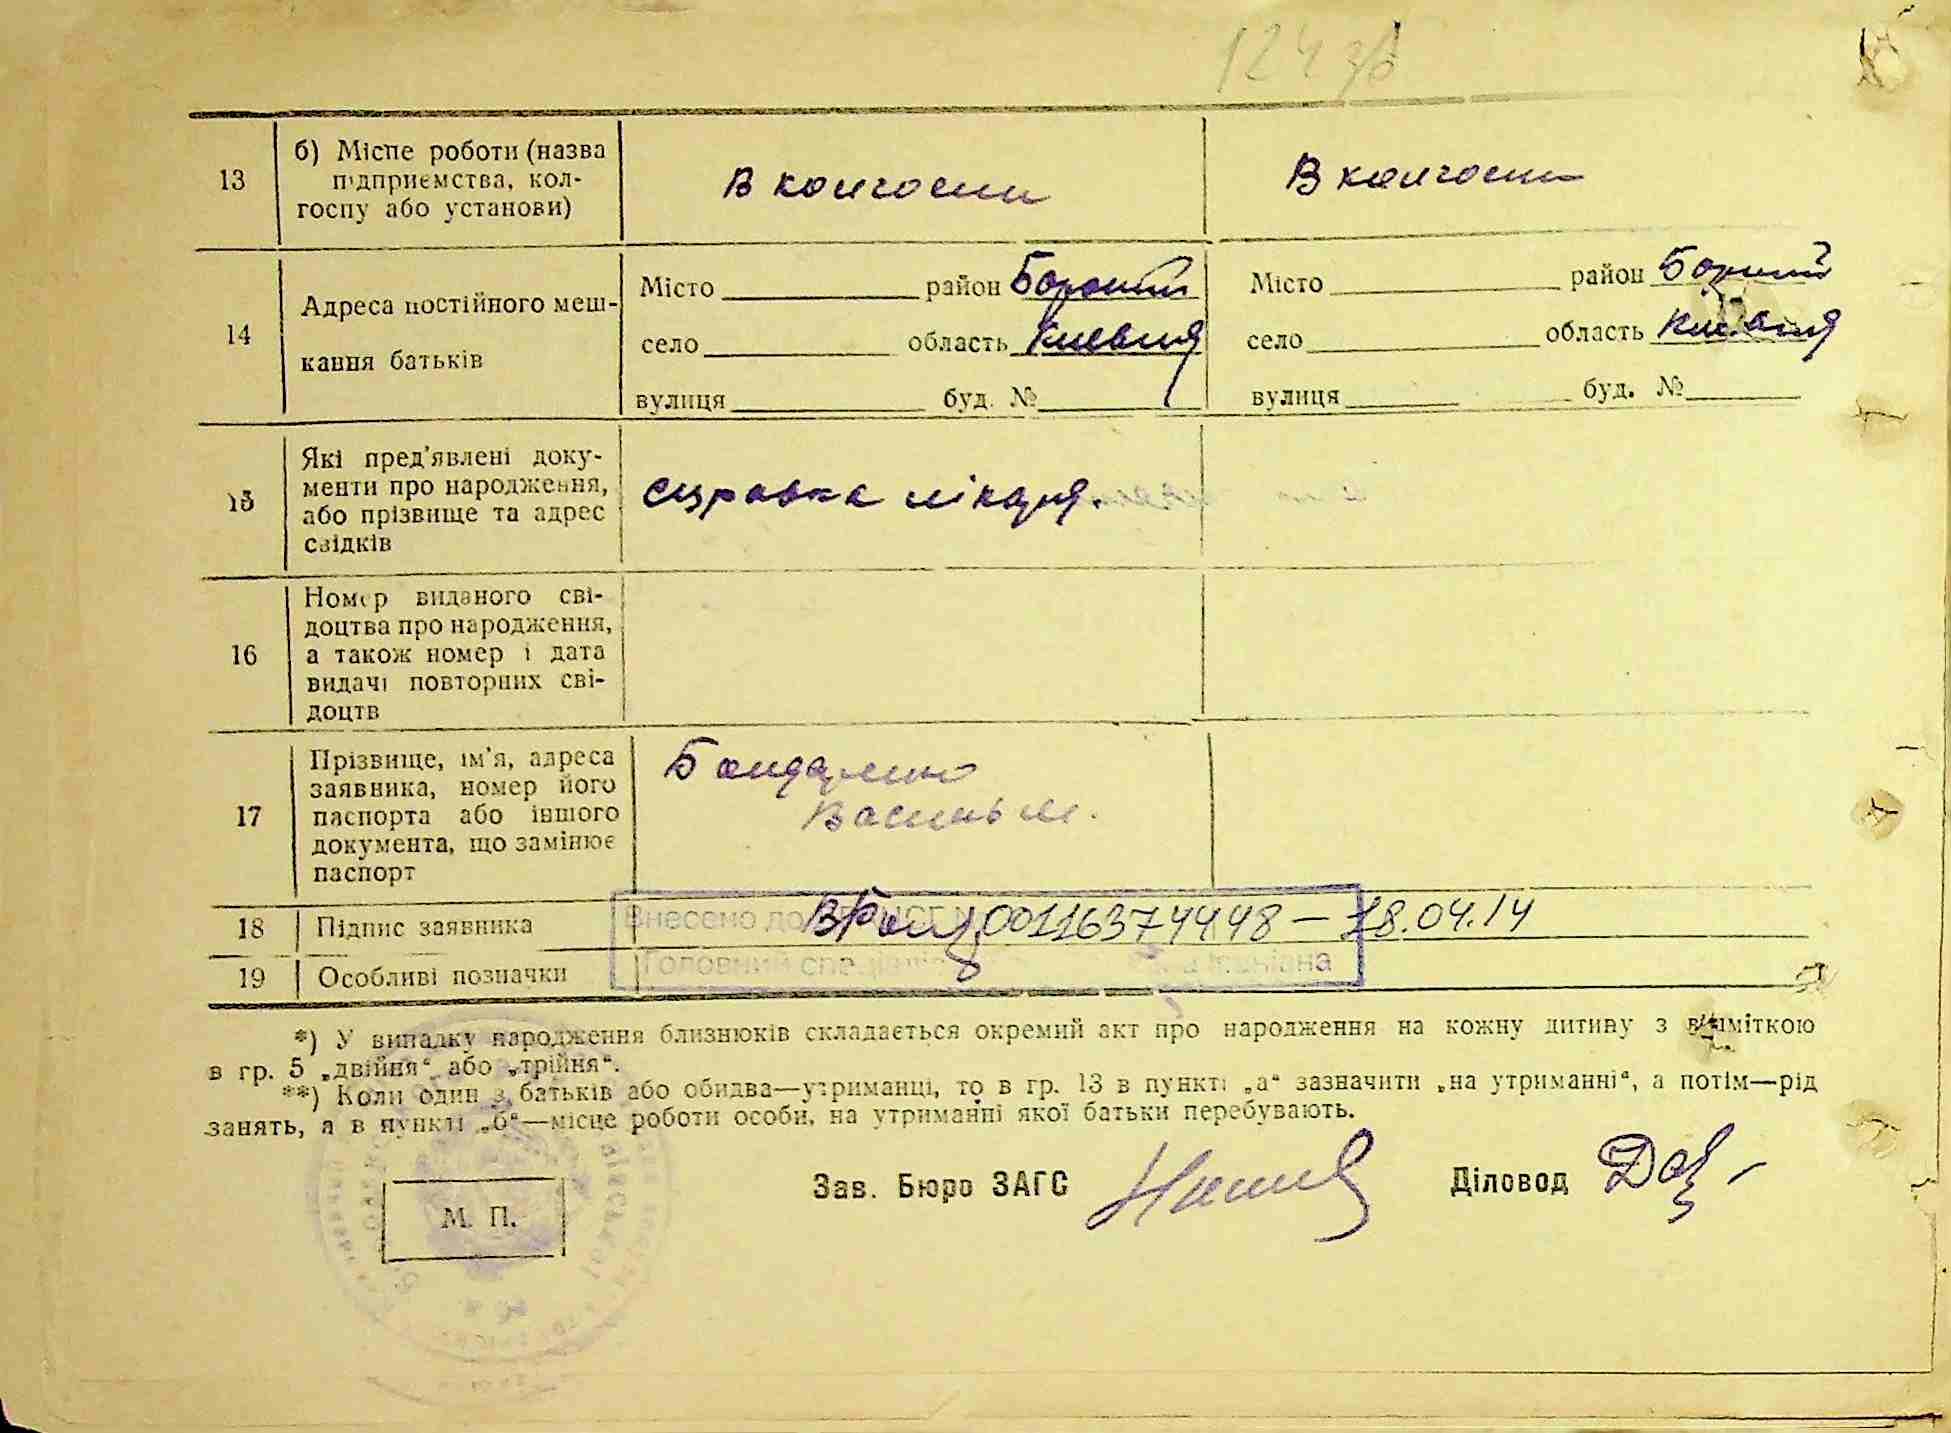 124 зв
13
б) Місце роботи (назва
підприємства, кол-
госпу або установи)
В колгоспи
В колгоспи
14
Адреса постійного меш-
кання батьків
Місто район
село область Киевская
вулиця буд. №
Місто район
село область
вулиця буд. №
15
Які пред'явлені доку-
менти про народження,
або прізвище та адрес
свідків
справка лікаря.
16
Номер виданого сві-
доцтва про народження,
а також номер і дата
видачі повторних сві-
доцтв
17
Прізвище, ім'я, адреса
заявника, номер його
паспорта або іншого
документа, що замінює
паспорт
Бондаренко
Василь М.
18
Підпис заявника
Внесено до 00116374448 — 18.04.14
19
Особливі позначки
Головний
*) У випадку народження близнюків складається окремий акт про народження на кожну дитину з відміткою
в гр. 5 „двійня“ або „трійня“.
**) Коли один з батьків або обидва—утриманці, то в гр. 13 в пункті „а“ зазначити „на утриманні“, а потім—рід
занять, а в пункті „б“—місце роботи особи, на утриманні якої батьки перебувають.
Зав. Бюро ЗАГС
Діловод
М. П.